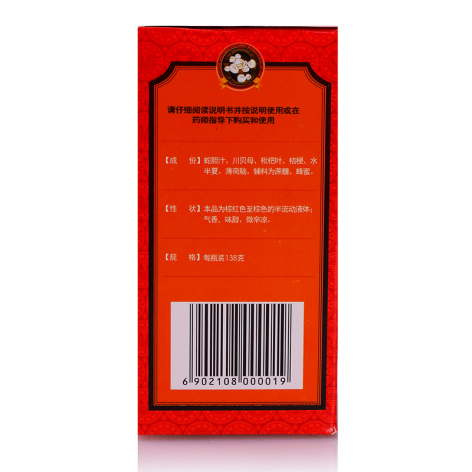 请仔细阅读说明书并按说明使用或在
药师指导下购买和使用
【成 份】蛇胆汁、川贝母、枇杷叶、桔梗、水
半夏、薄荷脑。辅料为蔗糖、蜂蜜。
【性 状】本品为棕红色至棕色的半流动液体;
气香，味甜、微辛凉。
【规 格】每瓶装138克
6 902108 000019